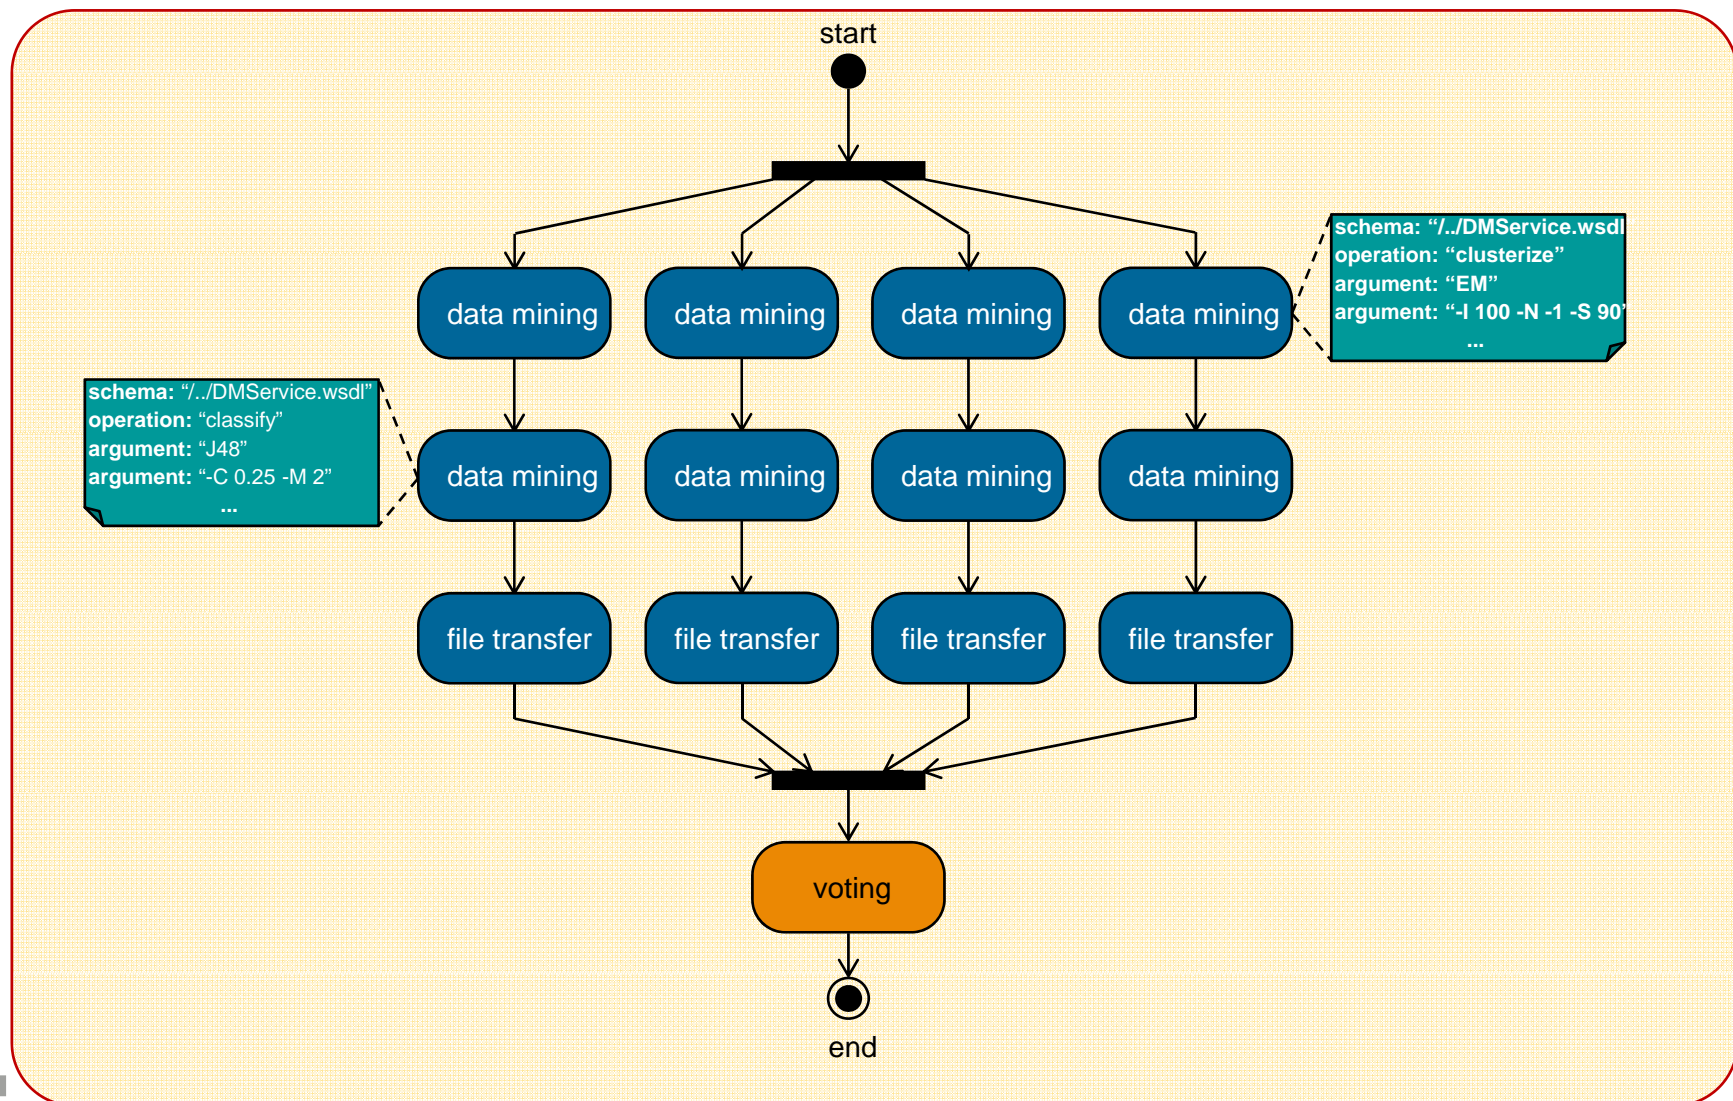 start
schema: “/../DMService.wsdl
operation: “clusterize”
argument: “EM”
argument: “-I 100 -N -1 -S 90”
...
data mining
data mining
data mining
data mining
schema: “/../DMService.wsdl”
operation: “classify”
argument: “J48”
argument: “-C 0.25 -M 2”
...
data mining
data mining
data mining
data mining
file transfer
file transfer
file transfer
file transfer
voting
end